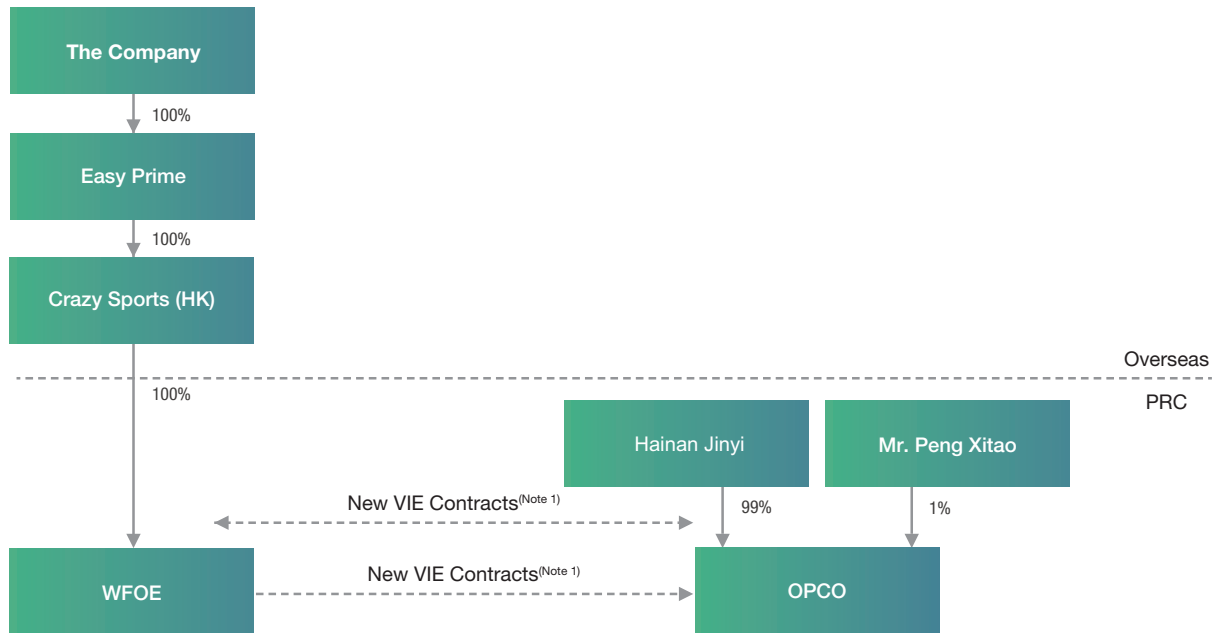 The Company
100%
Easy Prime
100%
Crazy Sports (HK)
Overseas
100%
PRC
Hainan Jinyi
Mr. Peng Xitao
New VIE Contracts(Note 1)
99%
1%
WFOE
New VIE Contracts(Note 1)
OPCO